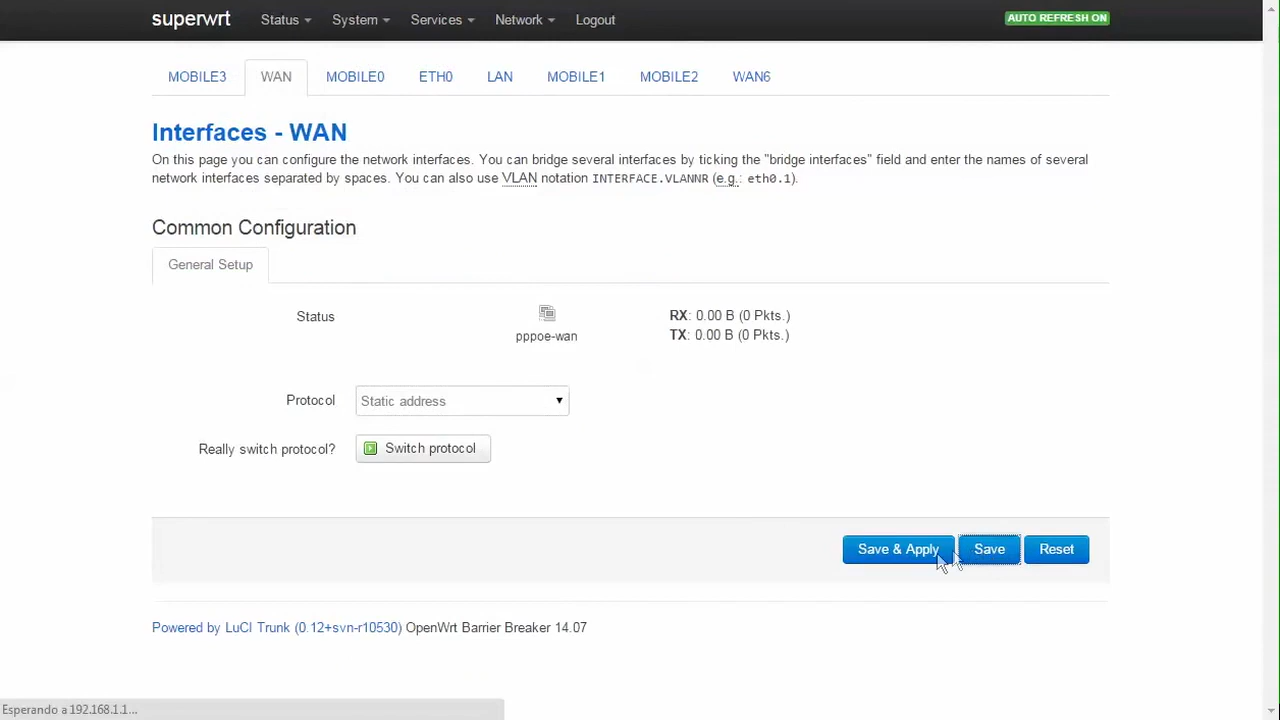 superwrt Status System Services Network Logout AUTO REFRESH ON
MOBILE3 WAN MOBILE0 ETH0 LAN MOBILE1 MOBILE2 WAN6
Interfaces - WAN
On this page you can configure the network interfaces. You can bridge several interfaces by ticking the "bridge interfaces" field and enter the names of several
network interfaces separated by spaces. You can also use VLAN notation INTERFACE.VLANNR (e.g.: eth0.1).
Common Configuration
General Setup
Status
pppoe-wan
RX: 0.00 B (0 Pkts.)
TX: 0.00 B (0 Pkts.)
Protocol Static address
Really switch protocol? Switch protocol
Save & Apply Save Reset
Powered by LuCI Trunk (0.12+svn-r10530) OpenWrt Barrier Breaker 14.07
Esperando a 192.168.1.1...